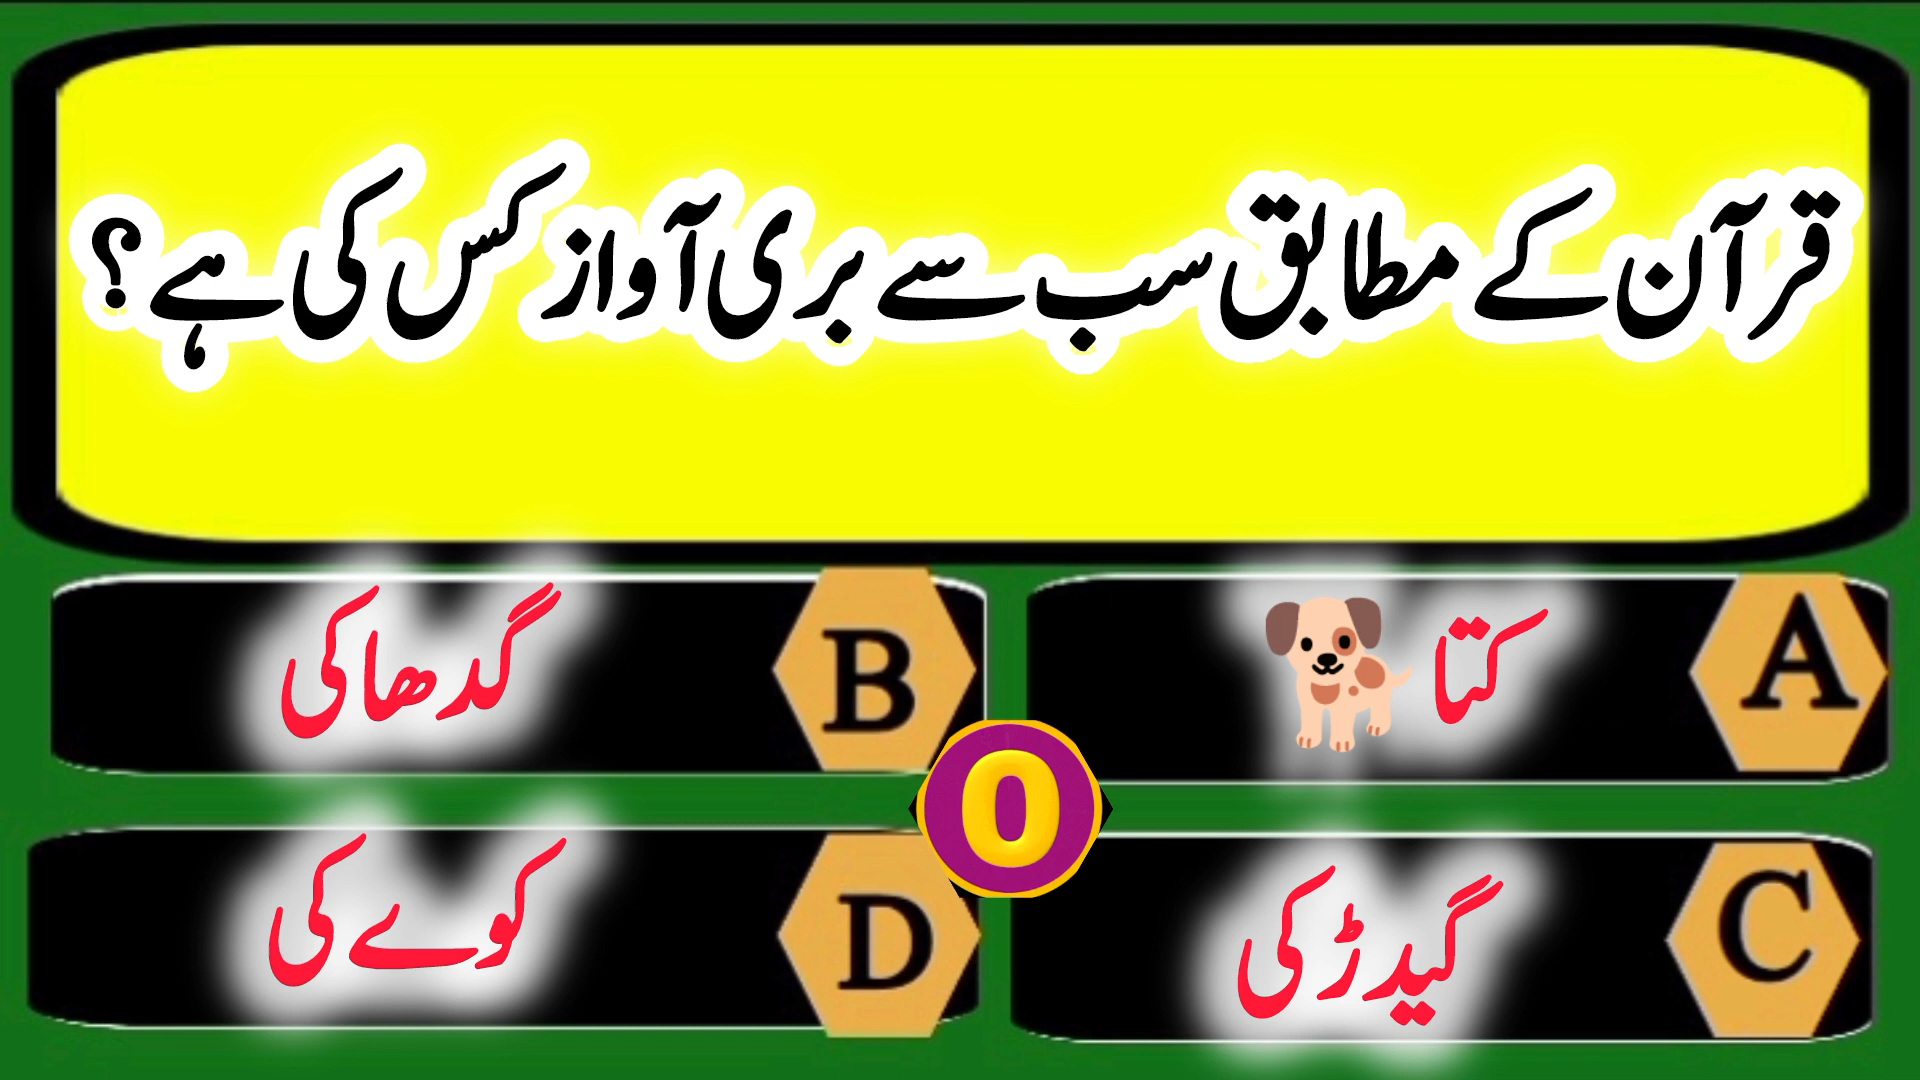 قرآن کے مطابق سب سے بری آواز کس کی ہے؟
A کتا
B گدھا کی
0
C گیدڑ کی
D کوے کی